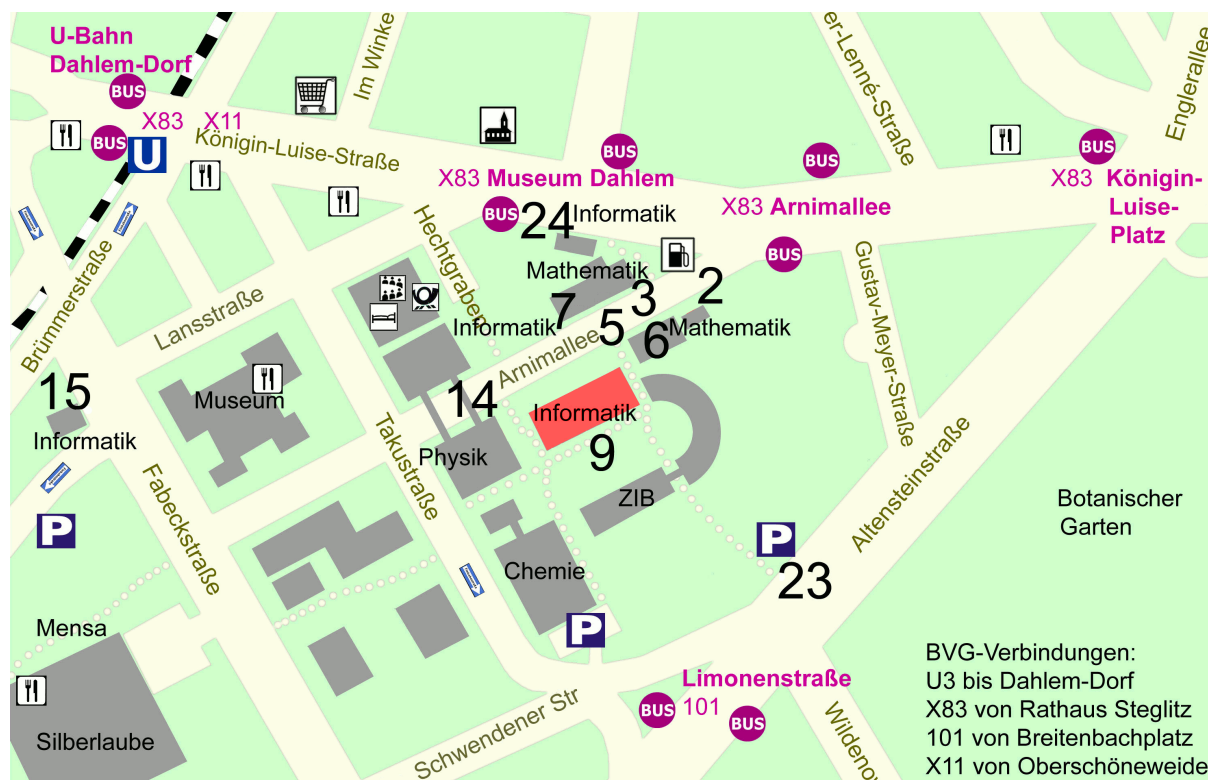 U-Bahn
Dahlem-Dorf
BUS
X83 X11
BUS
U
Königin-Luise-Straße
Im Winke
er-Lenné-Straße
Englerallee
BUS
BUS
BUS
X83 Museum Dahlem
BUS
24 Informatik
X83 Arnimallee
BUS
X83 Königin-
Luise-
Platz
Brümmerstraße
Lansstraße
Hechtgraben
Mathematik
Informatik
7
3
2
5
6
Mathematik
Arnimallee
Gustav-Meyer-Straße
15
Informatik
Museum
14
Informatik
9
Physik
Takustraße
Fabeckstraße
ZIB
Altensteinstraße
Botanischer
Garten
P
P
23
Chemie
P
Mensa
Silberlaube
Limonenstraße
BUS
101
BUS
Schwendener Str
Wildenow
BVG-Verbindungen:
U3 bis Dahlem-Dorf
X83 von Rathaus Steglitz
101 von Breitenbachplatz
X11 von Oberschöneweide